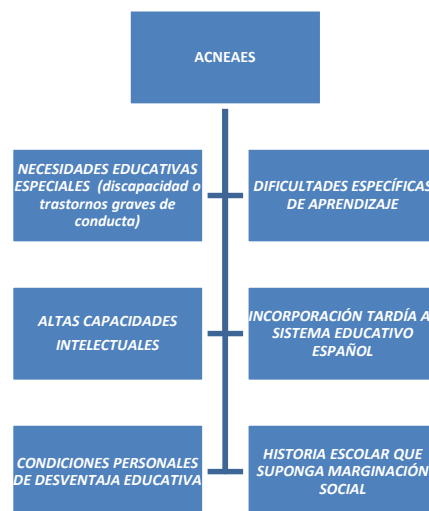 ACNEAES
NECESIDADES EDUCATIVAS
ESPECIALES (discapacidad o
trastornos graves de
conducta)
DIFICULTADES ESPECÍFICAS
DE APRENDIZAJE
ALTAS CAPACIDADES
INTELECTUALES
INCORPORACIÓN TARDÍA A
SISTEMA EDUCATIVO
ESPAÑOL
CONDICIONES PERSONALES
DE DESVENTAJA EDUCATIVA
HISTORIA ESCOLAR QUE
SUPONGA MARGINACIÓN
SOCIAL